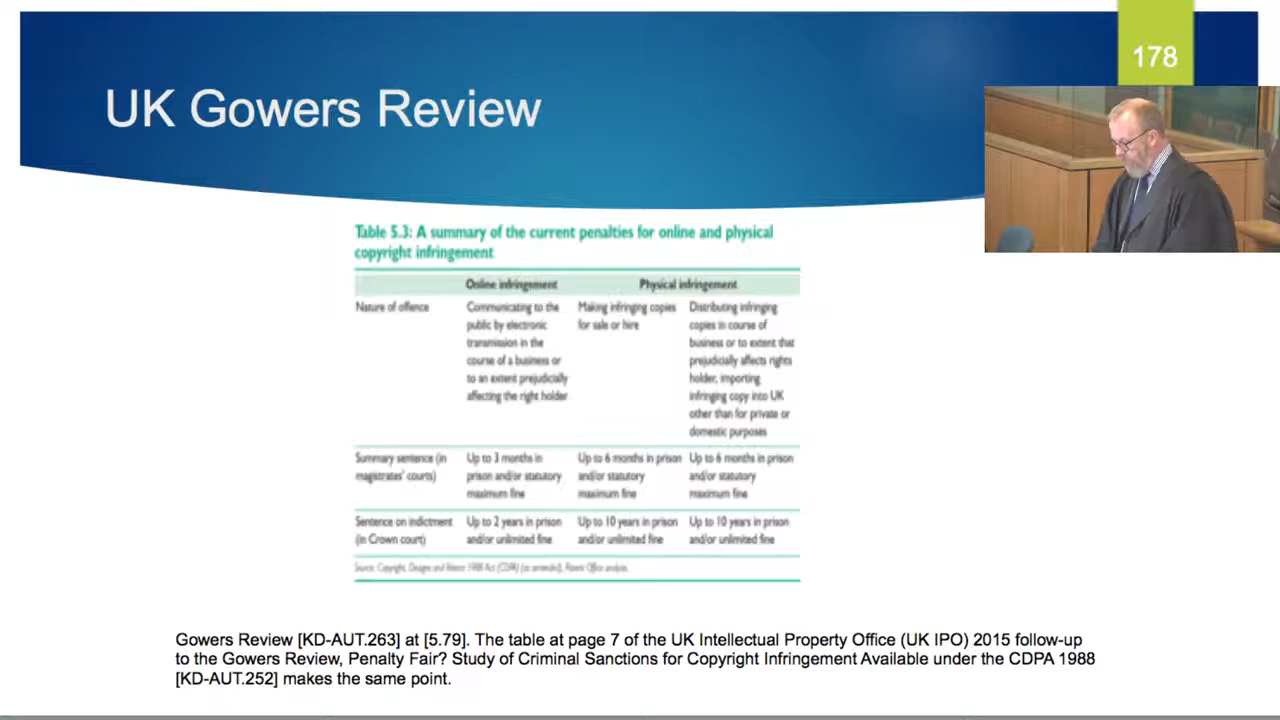 178
UK Gowers Review
Table 5.3: A summary of the current penalties for online and physical
copyright infringement
Online infringement Physical infringement
Nature of offence Communicating to the Making infringing copies Distributing infringing
public by electronic for sale or hire copies in course of
transmission in the business or to extent that
course of a business or prejudicially affects rights
to an extent prejudicially holder, importing
affecting the right holder infringing copy into UK
other than for private or
domestic purposes
Summary sentence (in Up to 3 months in Up to 6 months in prison Up to 6 months in prison
magistrates' courts) prison and/or statutory and/or statutory and/or statutory
maximum fine maximum fine maximum fine
Sentence on indictment Up to 2 years in prison Up to 10 years in prison Up to 10 years in prison
(in Crown court) and/or unlimited fine and/or unlimited fine and/or unlimited fine
Source: Copyright, Designs and Patents 1988 Act (CDPA) (as amended), Patent Office analysis.
Gowers Review [KD-AUT.263] at [5.79]. The table at page 7 of the UK Intellectual Property Office (UK IPO) 2015 follow-up
to the Gowers Review, Penalty Fair? Study of Criminal Sanctions for Copyright Infringement Available under the CDPA 1988
[KD-AUT.252] makes the same point.